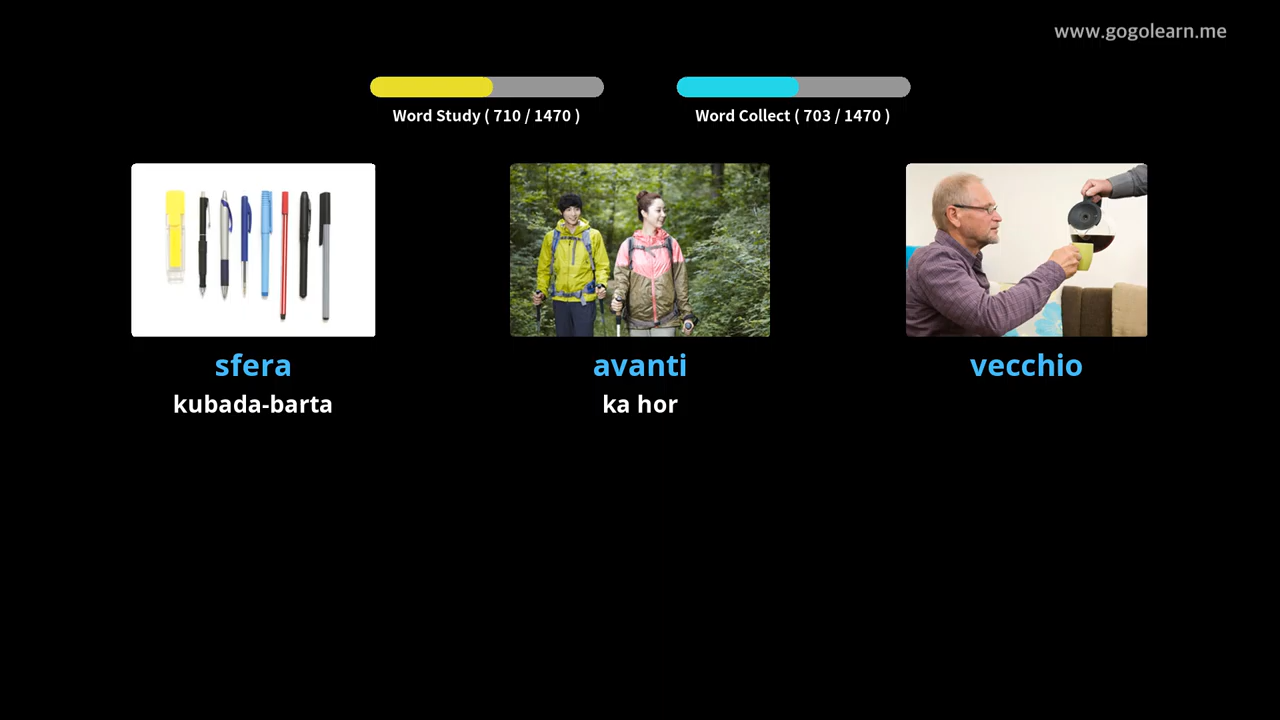 www.gogolearn.me
Word Study ( 710 / 1470 )
Word Collect ( 703 / 1470 )
sfera
avanti
vecchio
kubada-barta
ka hor